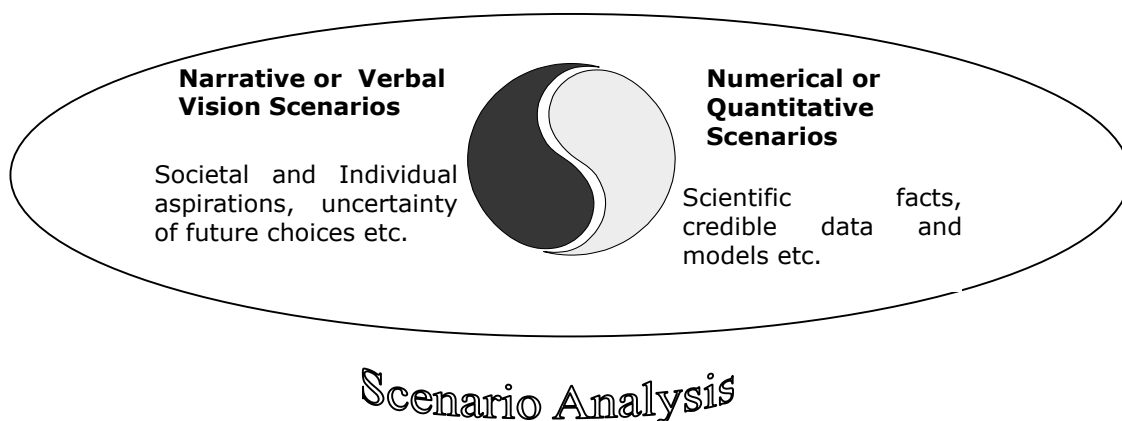 Narrative or Verbal
Vision Scenarios
Societal and Individual
aspirations, uncertainty
of future choices etc.
Numerical or
Quantitative
Scenarios
Scientific facts,
credible data and
models etc.
Scenario Analysis